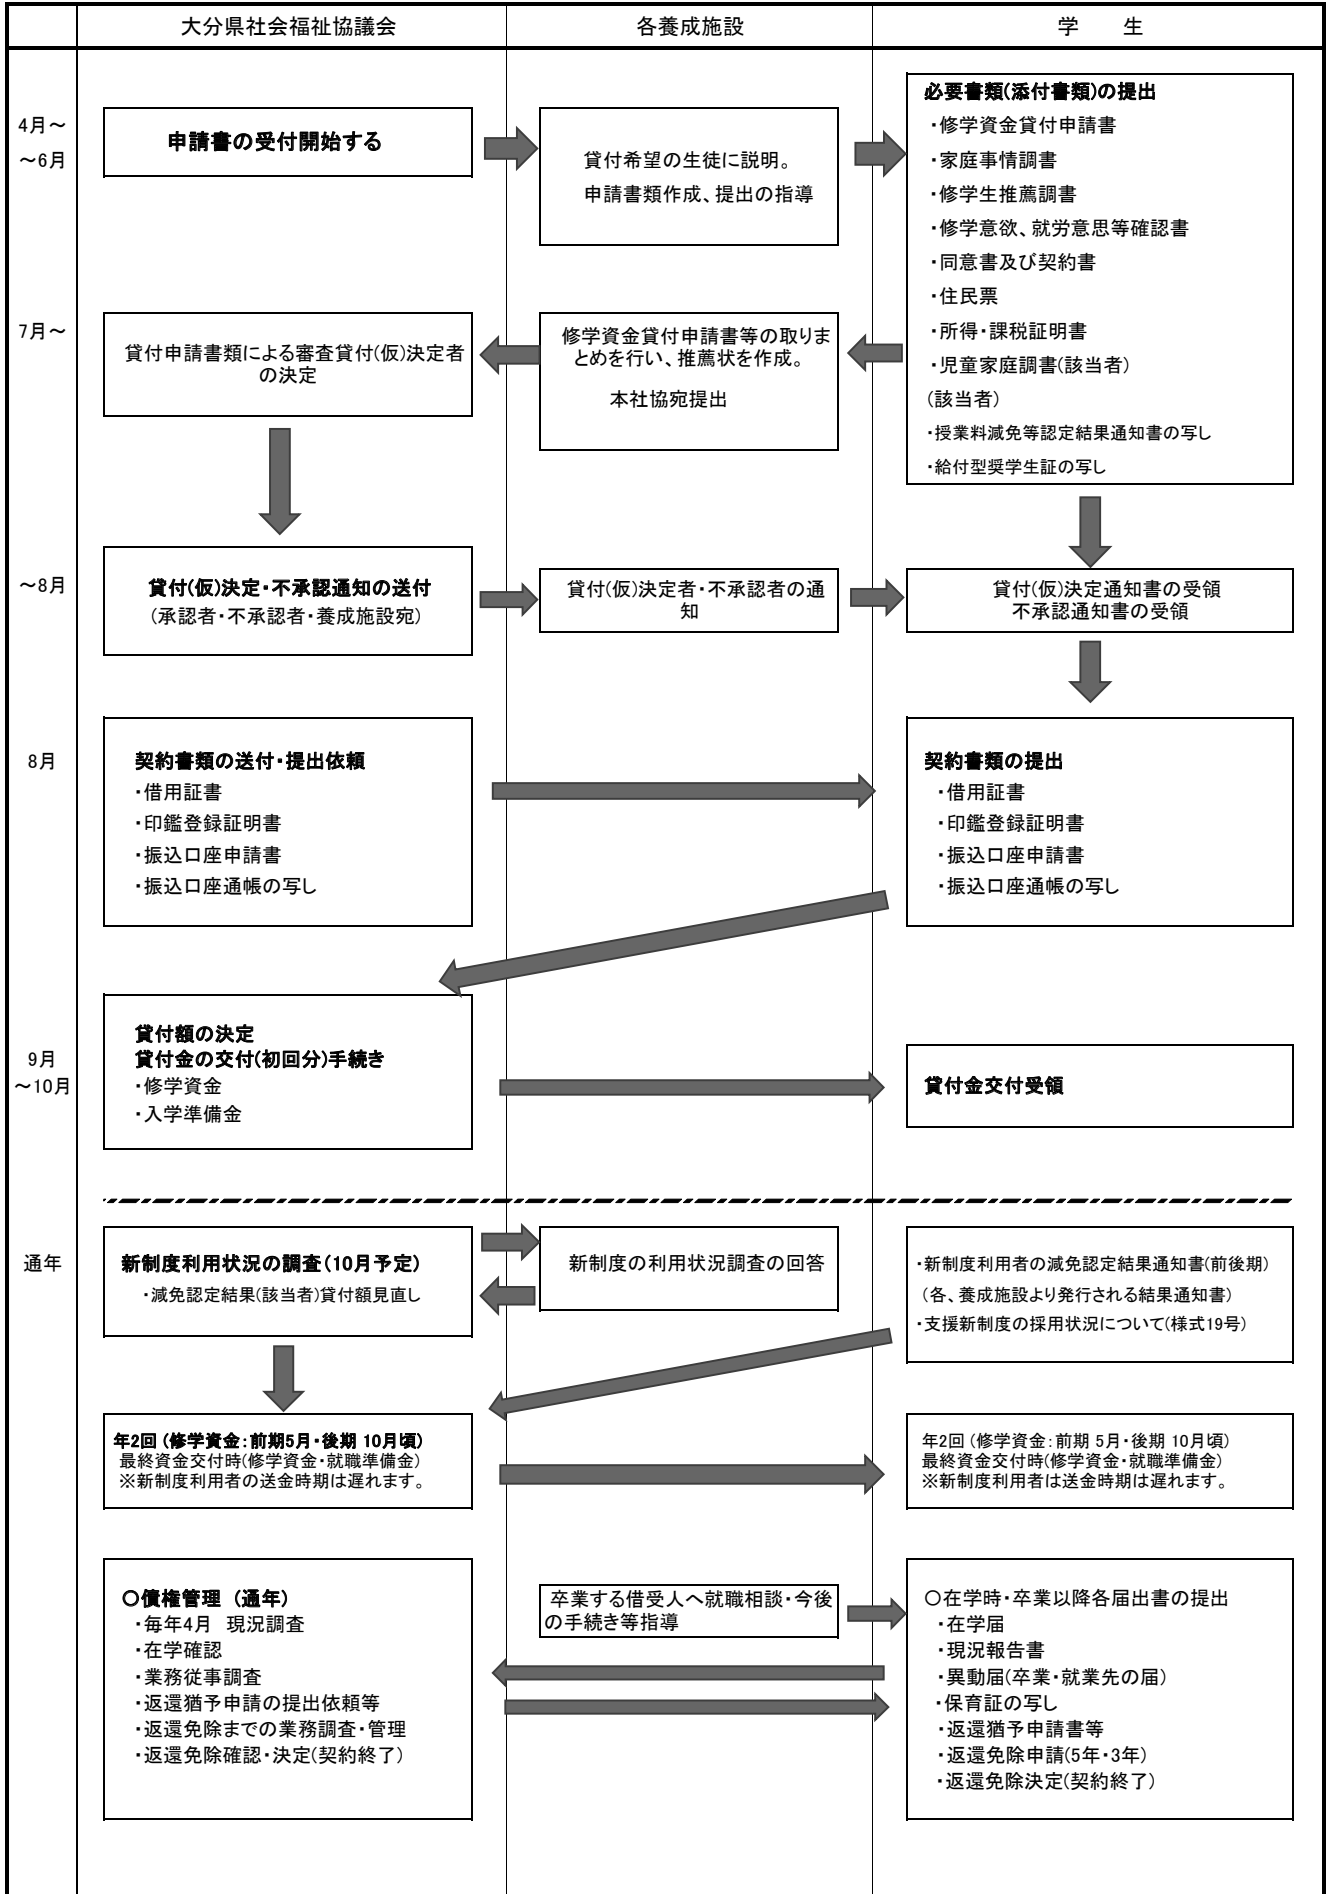 大分県社会福祉協議会
各養成施設
学　　生
4月～
～6月
申請書の受付開始する
貸付希望の生徒に説明。
申請書類作成、提出の指導
必要書類(添付書類)の提出
・修学資金貸付申請書
・家庭事情調書
・修学生推薦調書
・修学意欲、就労意思等確認書
・同意書及び契約書
・住民票
・所得・課税証明書
・児童家庭調書(該当者)
(該当者)
・授業料減免等認定結果通知書の写し
・給付型奨学生証の写し
7月～
貸付申請書類による審査貸付(仮)決定者
の決定
修学資金貸付申請書等の取りま
とめを行い、推薦状を作成。
本社協宛提出
～8月
貸付(仮)決定・不承認通知の送付
(承認者・不承認者・養成施設宛)
貸付(仮)決定者・不承認者の通
知
貸付(仮)決定通知書の受領
不承認通知書の受領
8月
契約書類の送付・提出依頼
・借用証書
・印鑑登録証明書
・振込口座申請書
・振込口座通帳の写し
契約書類の提出
・借用証書
・印鑑登録証明書
・振込口座申請書
・振込口座通帳の写し
9月
～10月
貸付額の決定
貸付金の交付(初回分)手続き
・修学資金
・入学準備金
貸付金交付受領
通年
新制度利用状況の調査(10月予定)
・減免認定結果(該当者)貸付額見直し
新制度の利用状況調査の回答
・新制度利用者の減免認定結果通知書(前後期)
(各、養成施設より発行される結果通知書)
・支援新制度の採用状況について(様式19号)
年2回 (修学資金：前期5月・後期 10月頃)
最終資金交付時(修学資金・就職準備金)
※新制度利用者の送金時期は遅れます。
年2回 (修学資金：前期 5月・後期 10月頃)
最終資金交付時(修学資金・就職準備金)
※新制度利用者は送金時期は遅れます。
○債権管理 (通年)
・毎年4月　現況調査
・在学確認
・業務従事調査
・返還猶予申請の提出依頼等
・返還免除までの業務調査・管理
・返還免除確認・決定(契約終了)
卒業する借受人へ就職相談・今後
の手続き等指導
○在学時・卒業以降各届出書の提出
・在学届
・現況報告書
・異動届(卒業・就業先の届)
・保育証の写し
・返還猶予申請書等
・返還免除申請(5年・3年)
・返還免除決定(契約終了)